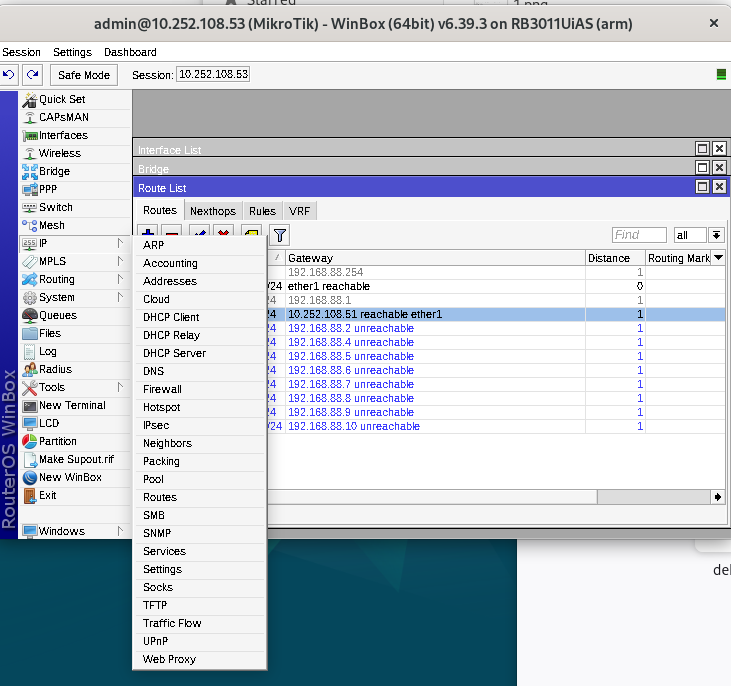 Starred
1.png
admin@10.252.108.53 (MikroTik) - WinBox (64bit) v6.39.3 on RB3011UiAS (arm)
Session Settings Dashboard
Safe Mode Session: 10.252.108.53
Quick Set
CAPsMAN
Interfaces
Wireless
Bridge
PPP
Switch
Mesh
IP
MPLS
Routing
System
Queues
Files
Log
Radius
Tools
New Terminal
LCD
Partition
Make Supout.rif
New WinBox
Exit
Windows
RouterOS WinBox
Interface List
Bridge
Route List
Routes Nexthops Rules VRF
Find all
/ Gateway Distance Routing Mark
192.168.88.254 1
/24 ether1 reachable 0
24 192.168.88.1 1
24 10.252.108.51 reachable ether1 1
24 192.168.88.2 unreachable 1
24 192.168.88.4 unreachable 1
24 192.168.88.5 unreachable 1
24 192.168.88.6 unreachable 1
24 192.168.88.7 unreachable 1
24 192.168.88.8 unreachable 1
24 192.168.88.9 unreachable 1
/24 192.168.88.10 unreachable 1
ARP
Accounting
Addresses
Cloud
DHCP Client
DHCP Relay
DHCP Server
DNS
Firewall
Hotspot
IPsec
Neighbors
Packing
Pool
Routes
SMB
SNMP
Services
Settings
Socks
TFTP
Traffic Flow
UPnP
Web Proxy